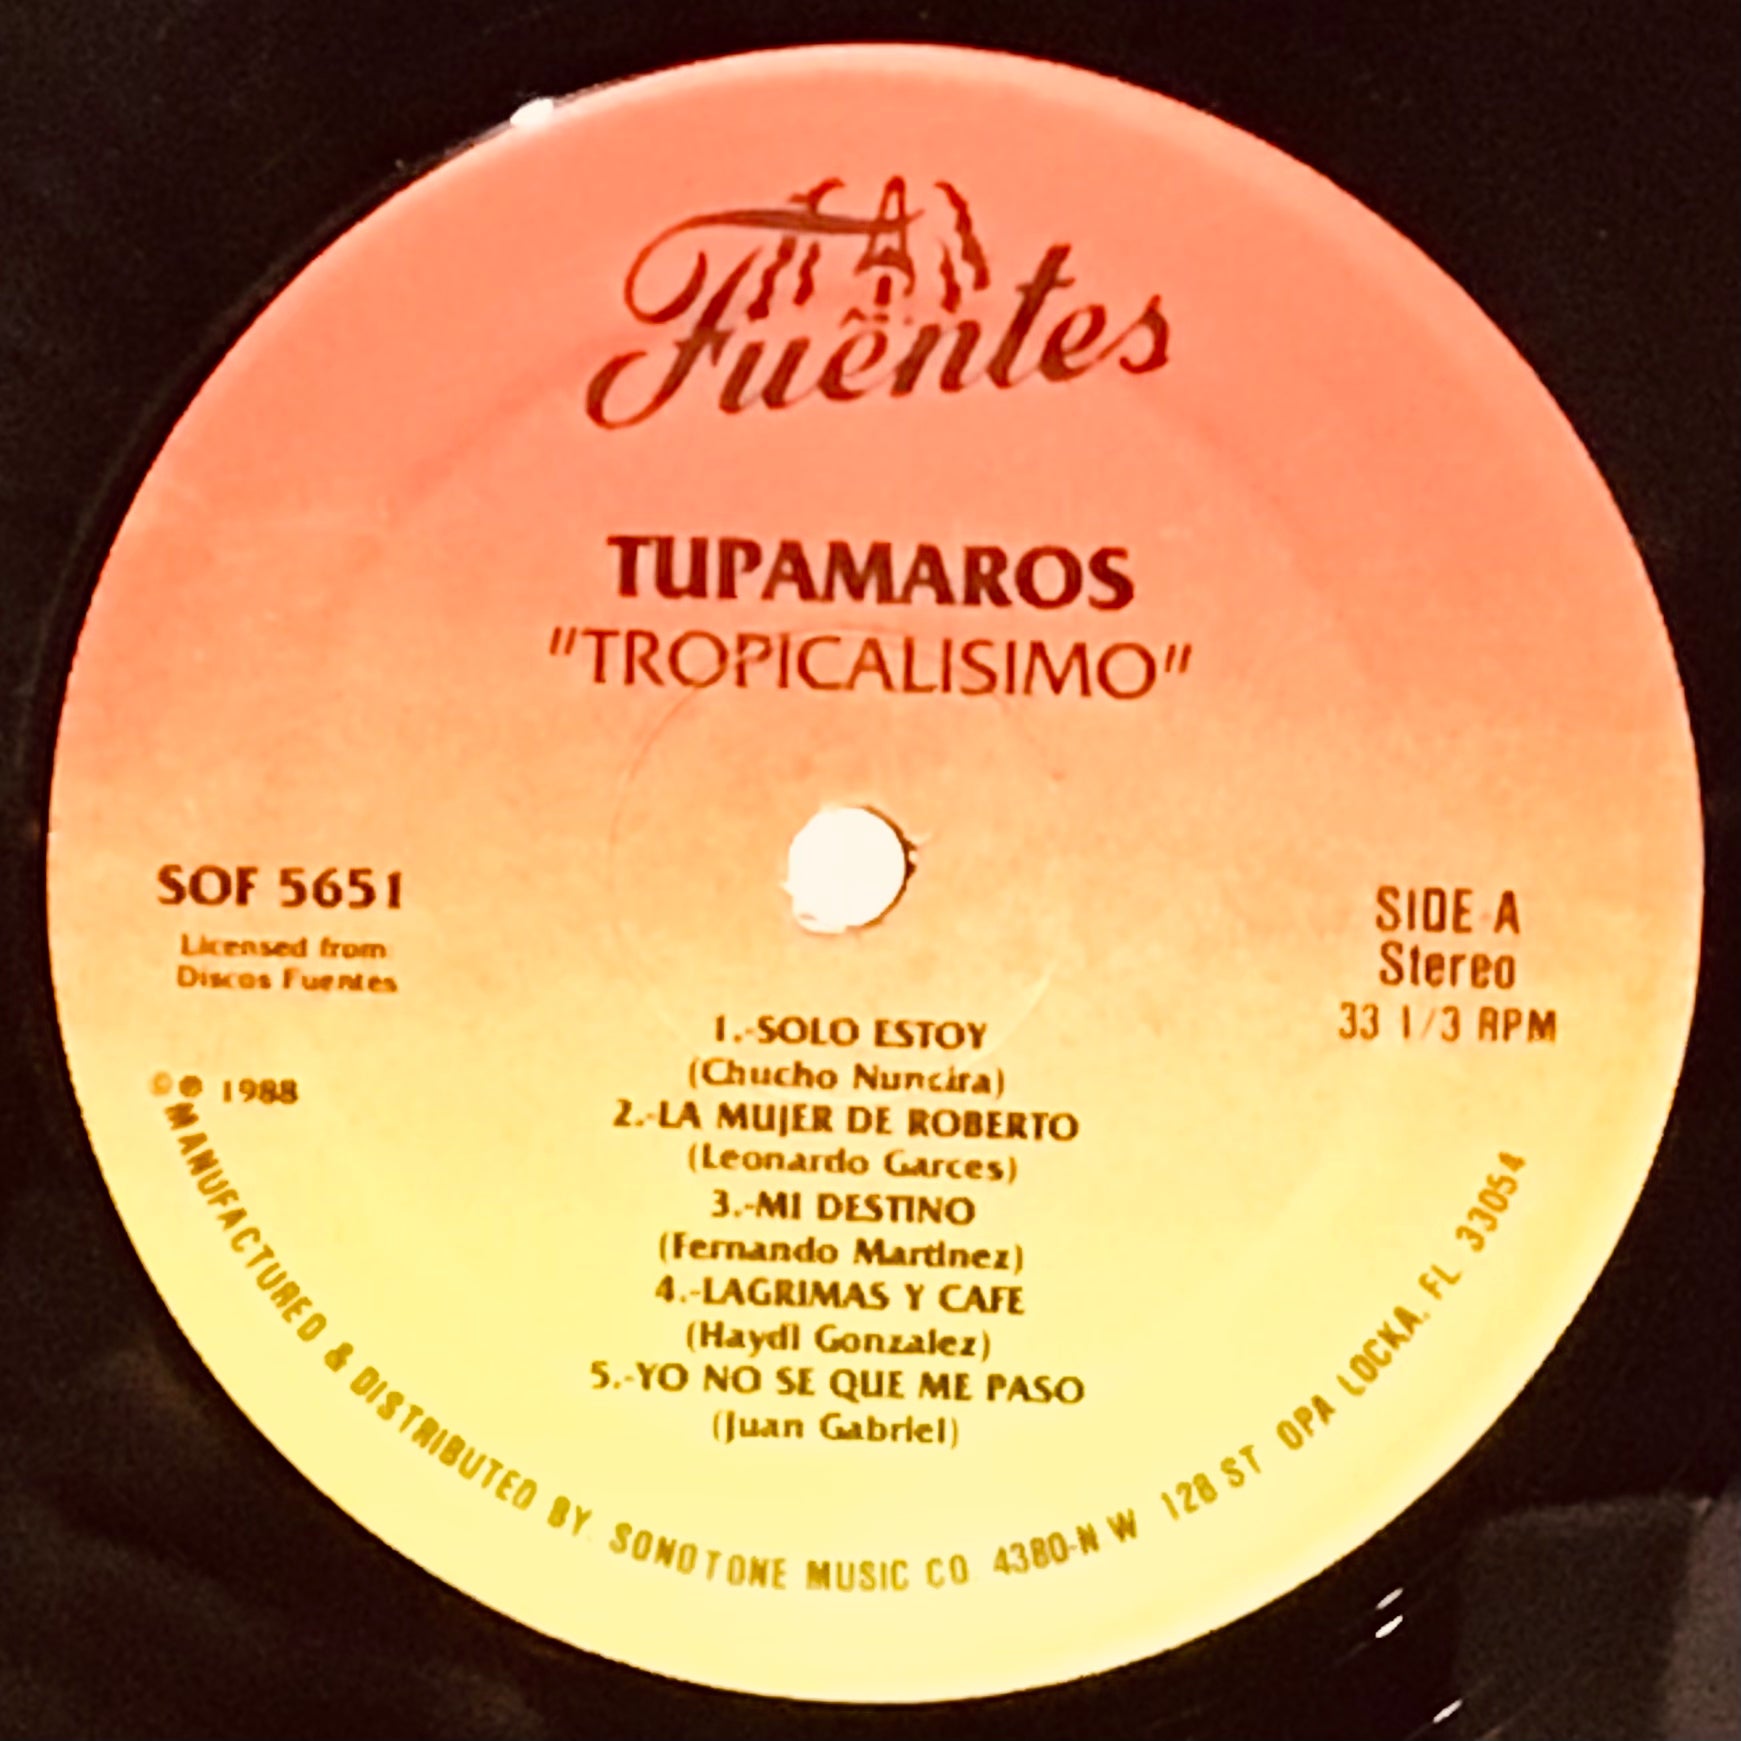 Fuentes
TUPAMAROS
"TROPICALISIMO"
SOF 5651
Licensed from
Discos Fuentes
©℗ 1988
SIDE A
Stereo
33 1/3 RPM
1.-SOLO ESTOY
(Chucho Nuncira)
2.-LA MUJER DE ROBERTO
(Leonardo Garces)
3.-MI DESTINO
(Fernando Martinez)
4.-LAGRIMAS Y CAFE
(Haydi Gonzalez)
5.-YO NO SE QUE ME PASO
(Juan Gabriel)
MANUFACTURED & DISTRIBUTED BY. SONOTONE MUSIC CO 4380-N W 128 ST OPA LOCKA. FL 33054